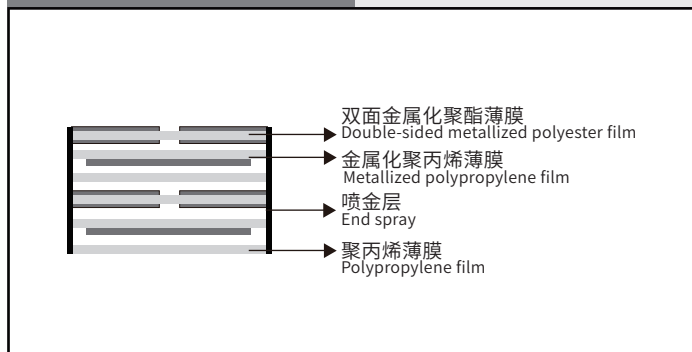 双面金属化聚酯薄膜
Double-sided metallized polyester film
金属化聚丙烯薄膜
Metallized polypropylene film
喷金层
End spray
聚丙烯薄膜
Polypropylene film